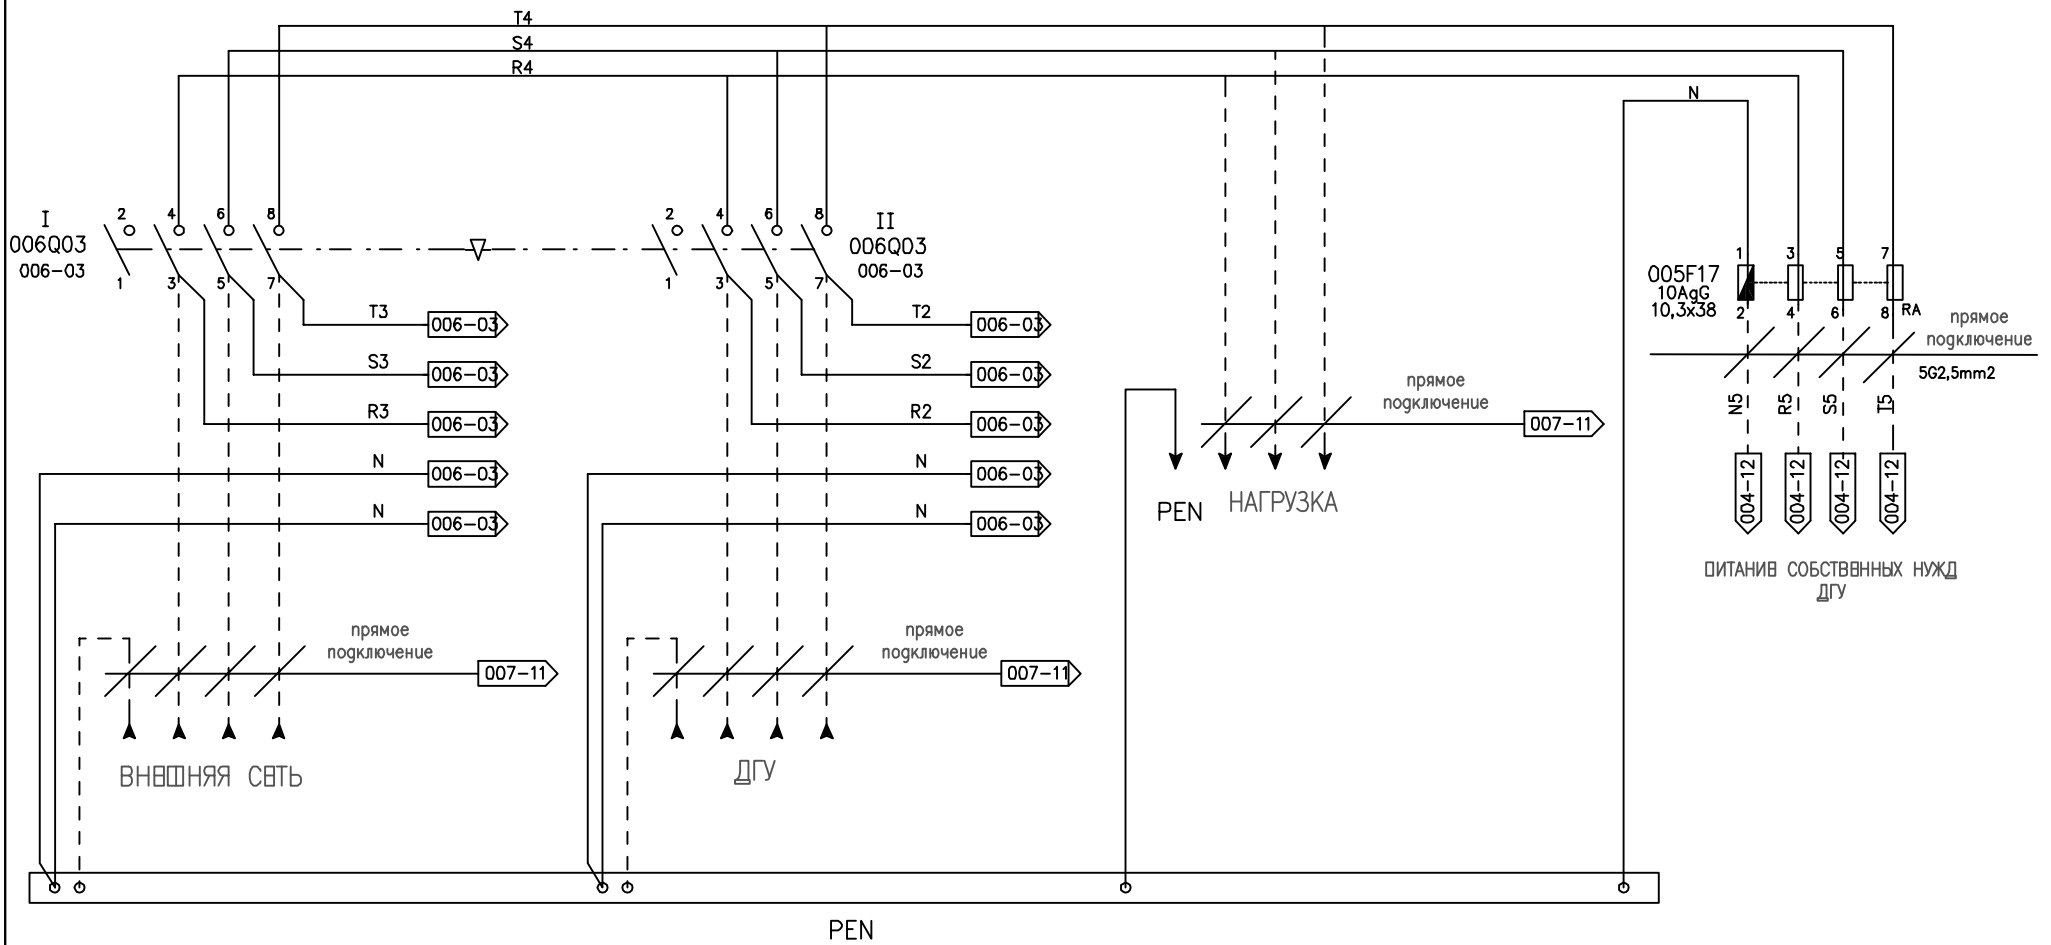 T4
S4
R4
N
I
006Q03
006-03
2 4 6 8
1 3 5 7
2 4 6 8
1 3 5 7
II
006Q03
006-03
T3 006-03
S3 006-03
R3 006-03
N 006-03
N 006-03
T2 006-03
S2 006-03
R2 006-03
N 006-03
N 006-03
прямое
подключение
007-11
ВНЕШНЯЯ СЕТЬ
прямое
подключение
007-11
ДГУ
прямое
подключение
007-11
PEN
НАГРУЗКА
1 3 5 7
005F17
10AgG
10,3x38
2 4 6 8 RA
прямое
подключение
5G2,5mm2
N5 R5 S5 T5
004-12 004-12 004-12 004-12
ПИТАНИЕ СОБСТВЕННЫХ НУЖД
ДГУ
PEN